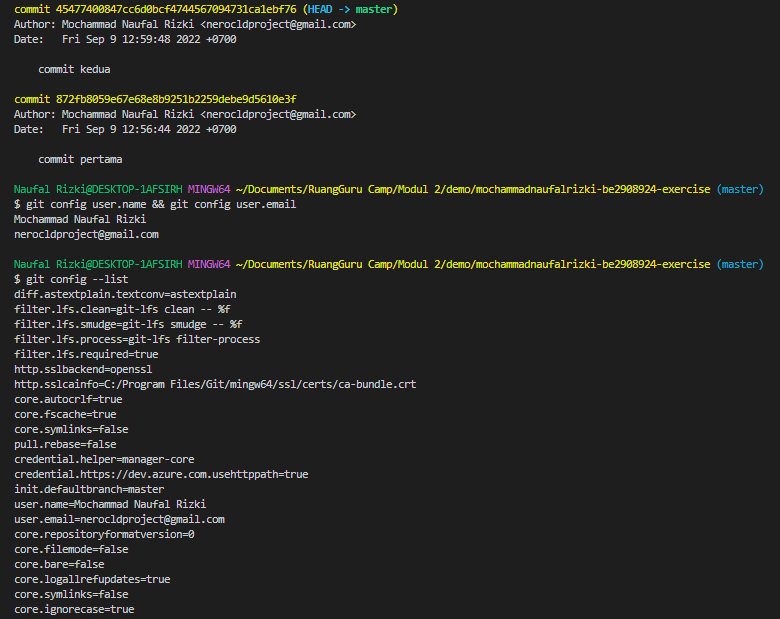 commit 45477400847cc6d0bcf4744567094731ca1ebf76 (HEAD -> master)
Author: Mochammad Naufal Rizki <nerocldproject@gmail.com>
Date:   Fri Sep 9 12:59:48 2022 +0700
commit kedua
commit 872fb8059e67e68e8b9251b2259debe9d5610e3f
Author: Mochammad Naufal Rizki <nerocldproject@gmail.com>
Date:   Fri Sep 9 12:56:44 2022 +0700
commit pertama
Naufal Rizki@DESKTOP-1AFSIRH MINGW64 ~/Documents/RuangGuru Camp/Modul 2/demo/mochammadnaufalrizki-be2908924-exercise (master)
$ git config user.name && git config user.email
Mochammad Naufal Rizki
nerocldproject@gmail.com
Naufal Rizki@DESKTOP-1AFSIRH MINGW64 ~/Documents/RuangGuru Camp/Modul 2/demo/mochammadnaufalrizki-be2908924-exercise (master)
$ git config --list
diff.astextplain.textconv=astextplain
filter.lfs.clean=git-lfs clean -- %f
filter.lfs.smudge=git-lfs smudge -- %f
filter.lfs.process=git-lfs filter-process
filter.lfs.required=true
http.sslbackend=openssl
http.sslcainfo=C:/Program Files/Git/mingw64/ssl/certs/ca-bundle.crt
core.autocrlf=true
core.fscache=true
core.symlinks=false
pull.rebase=false
credential.helper=manager-core
credential.https://dev.azure.com.usehttppath=true
init.defaultbranch=master
user.name=Mochammad Naufal Rizki
user.email=nerocldproject@gmail.com
core.repositoryformatversion=0
core.filemode=false
core.bare=false
core.logallrefupdates=true
core.symlinks=false
core.ignorecase=true